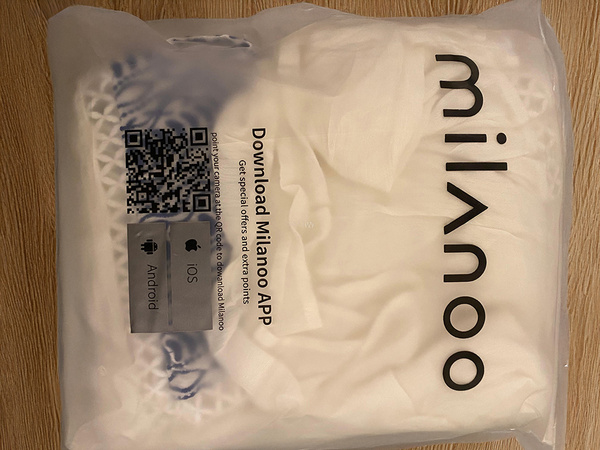 milanoo
Download Milanoo APP
Get special offers and extra points
point your camera at the QR code to dowanload Milanoo
iOS
Android